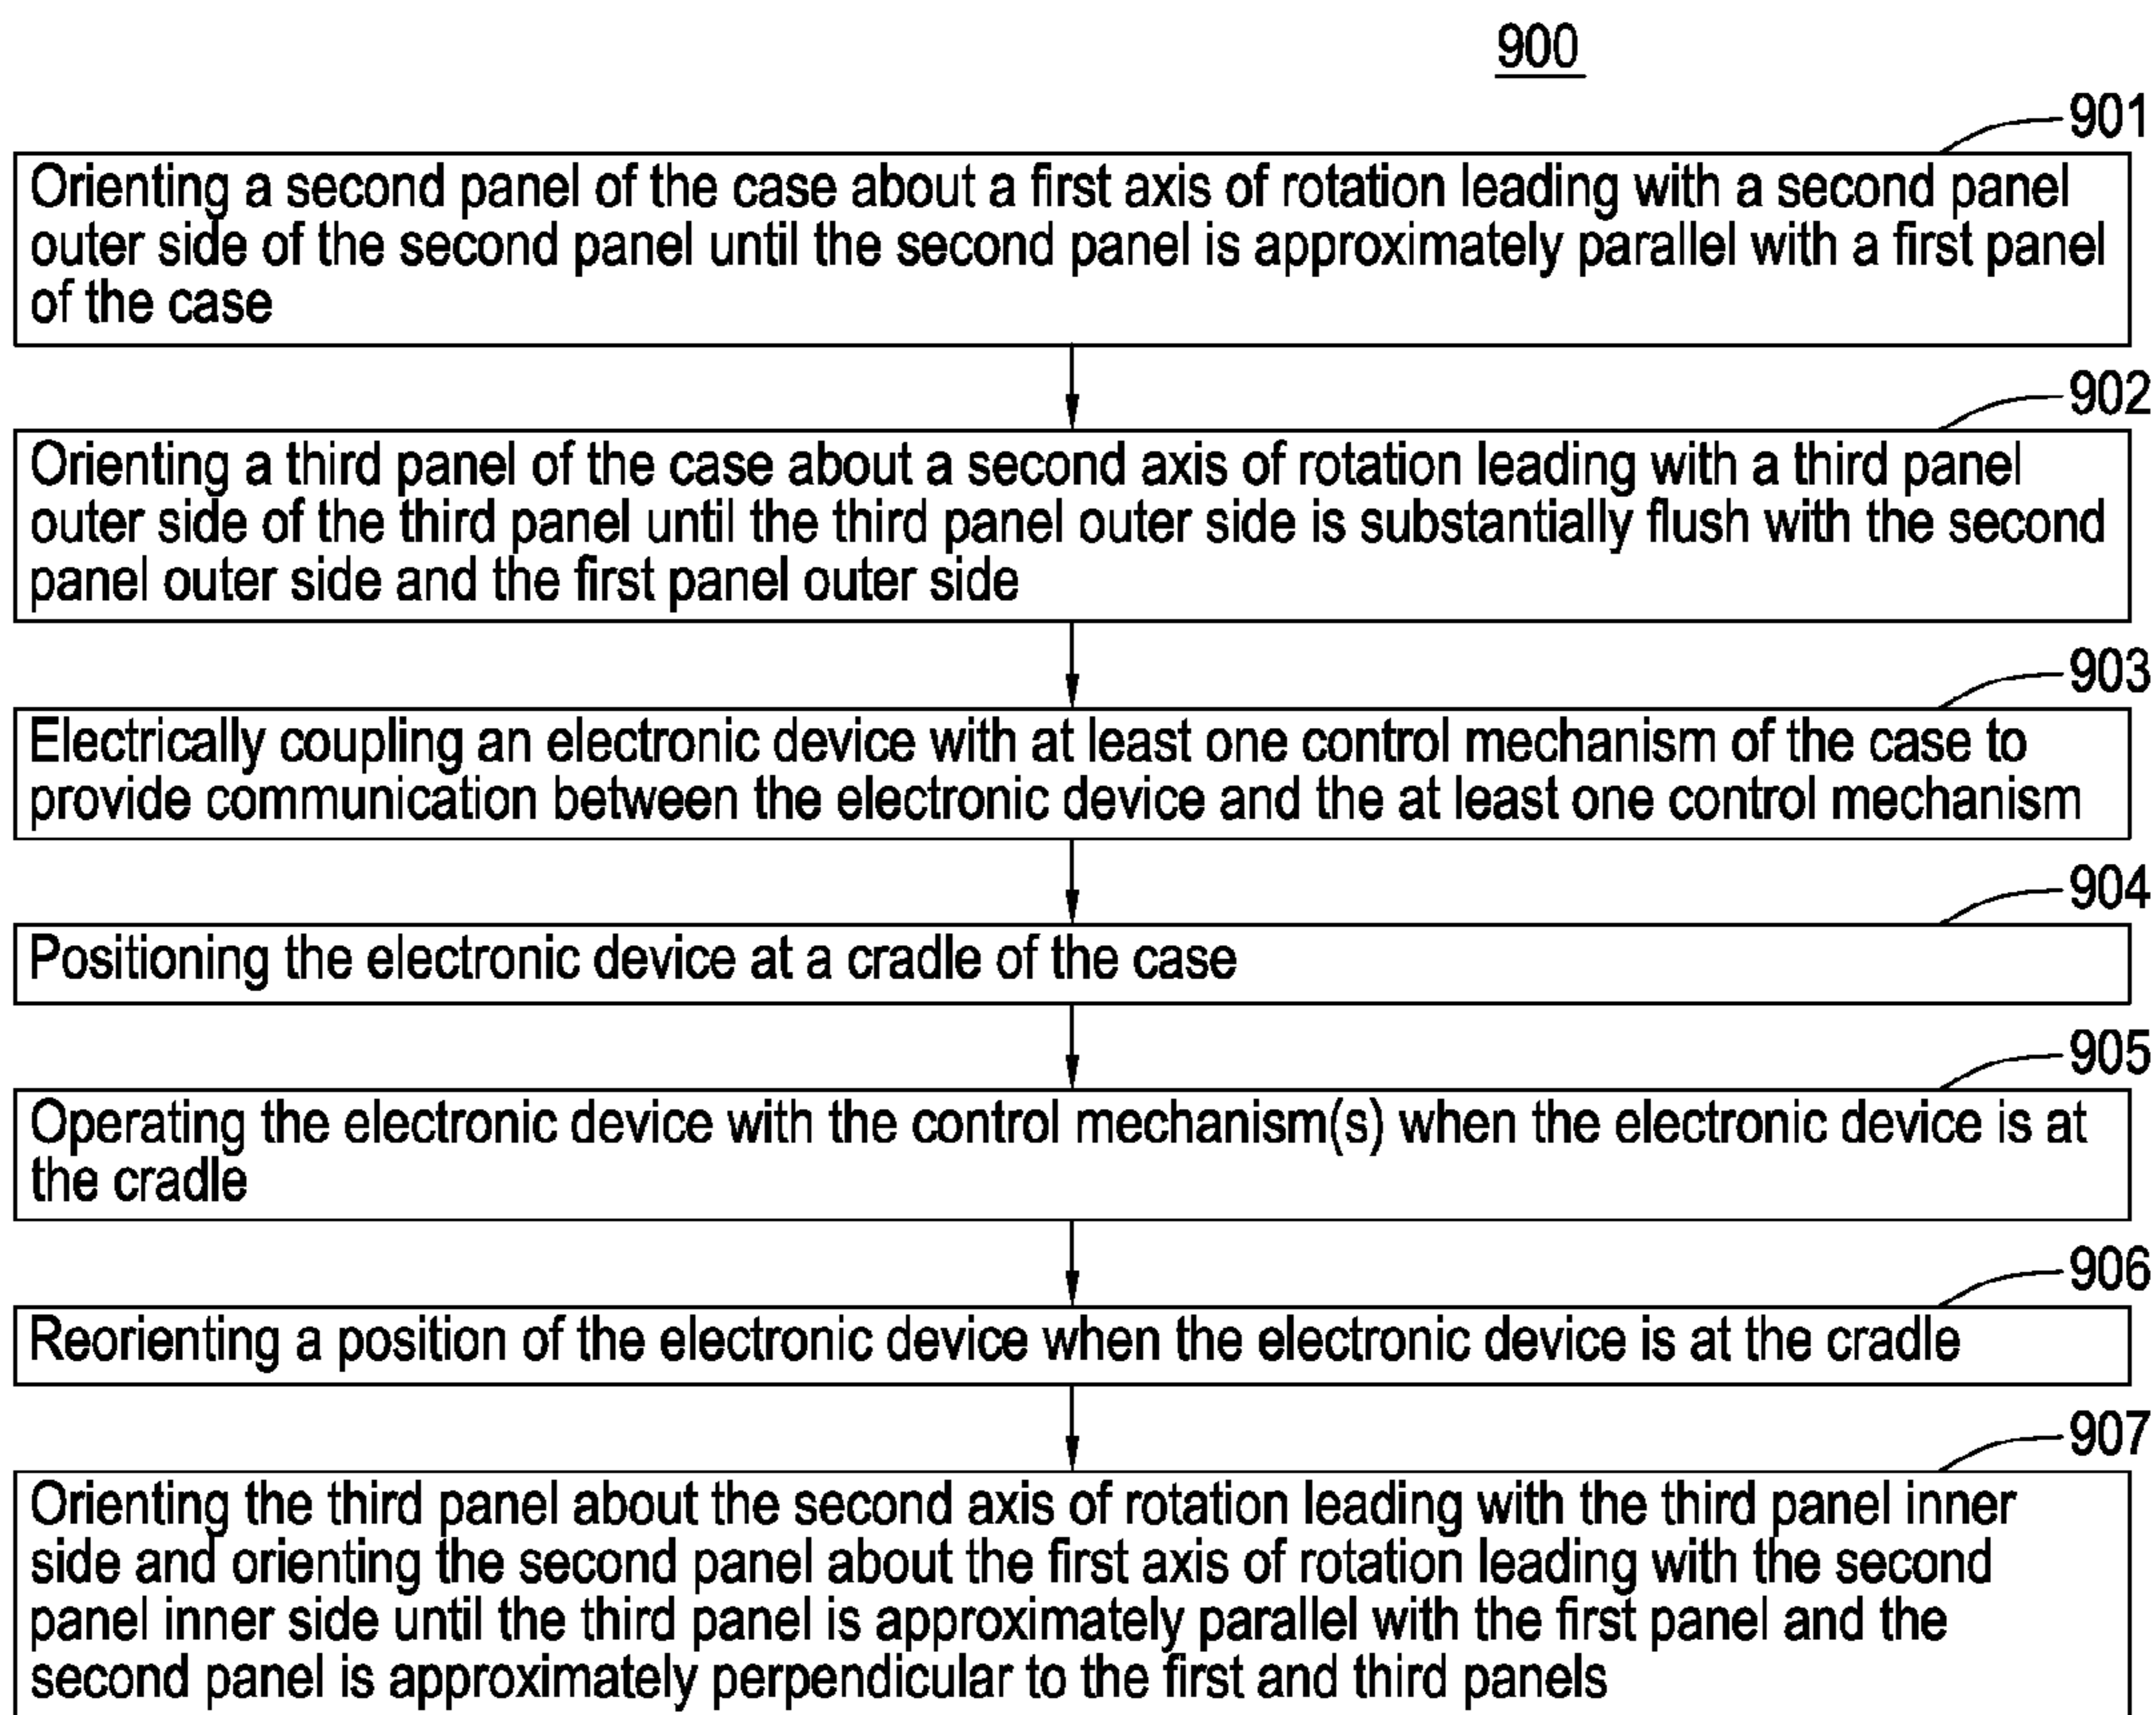 900
901
Orienting a second panel of the case about a first axis of rotation leading with a second panel
outer side of the second panel until the second panel is approximately parallel with a first panel
of the case
902
Orienting a third panel of the case about a second axis of rotation leading with a third panel
outer side of the third panel until the third panel outer side is substantially flush with the second
panel outer side and the first panel outer side
903
Electrically coupling an electronic device with at least one control mechanism of the case to
provide communication between the electronic device and the at least one control mechanism
904
Positioning the electronic device at a cradle of the case
905
Operating the electronic device with the control mechanism(s) when the electronic device is at
the cradle
906
Reorienting a position of the electronic device when the electronic device is at the cradle
907
Orienting the third panel about the second axis of rotation leading with the third panel inner
side and orienting the second panel about the first axis of rotation leading with the second
panel inner side until the third panel is approximately parallel with the first panel and the
second panel is approximately perpendicular to the first and third panels